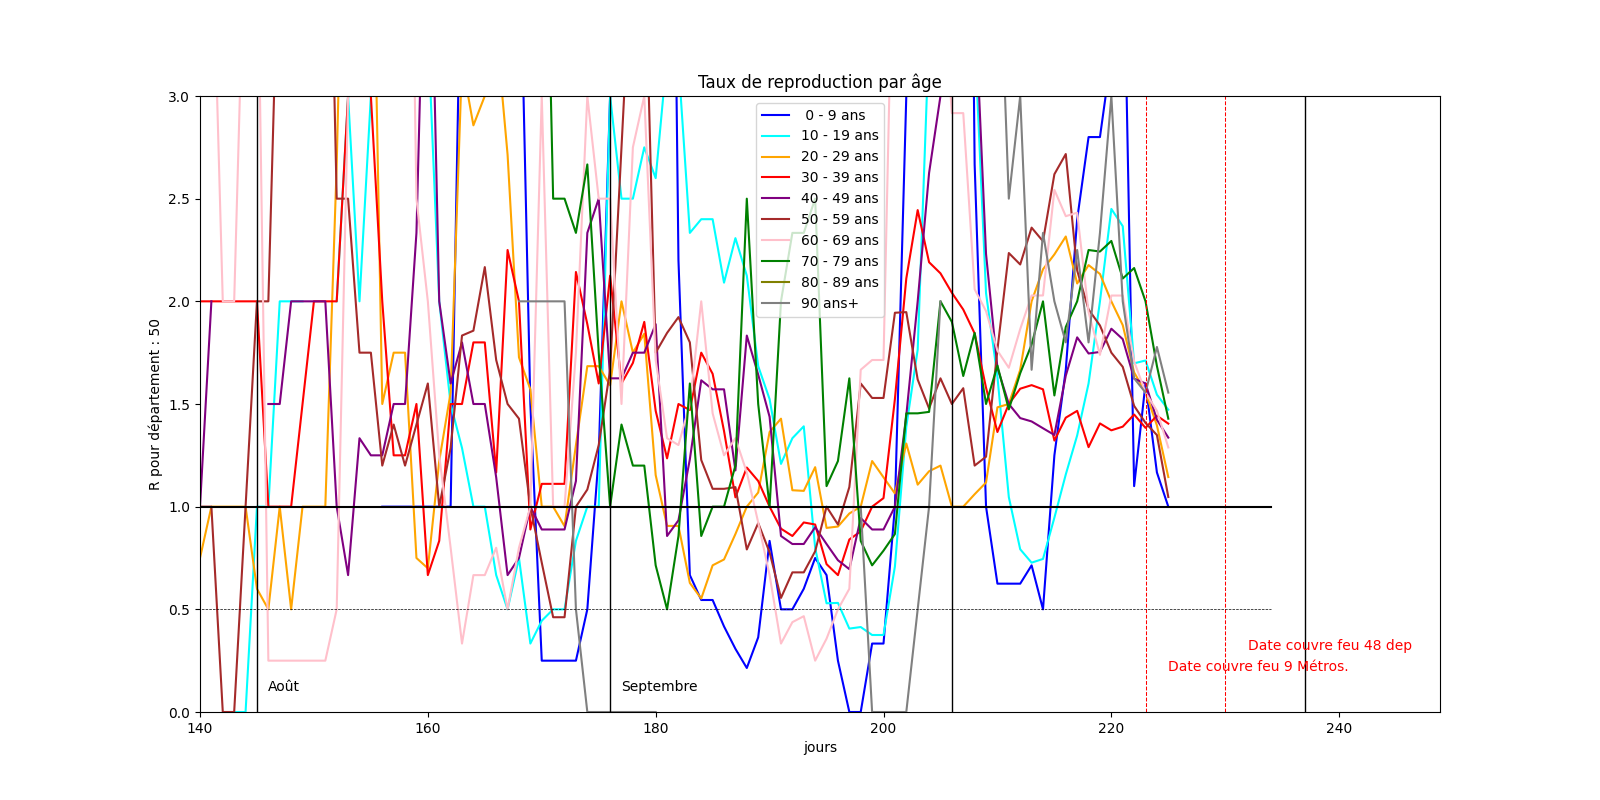 Taux de reproduction par âge
3.0
2.5
2.0
1.5
1.0
0.5
0.0
R pour département : 50
0 - 9 ans
10 - 19 ans
20 - 29 ans
30 - 39 ans
40 - 49 ans
50 - 59 ans
60 - 69 ans
70 - 79 ans
80 - 89 ans
90 ans+
Date couvre feu 48 dep
Date couvre feu 9 Métros.
Août
Septembre
140
160
180
200
220
240
jours